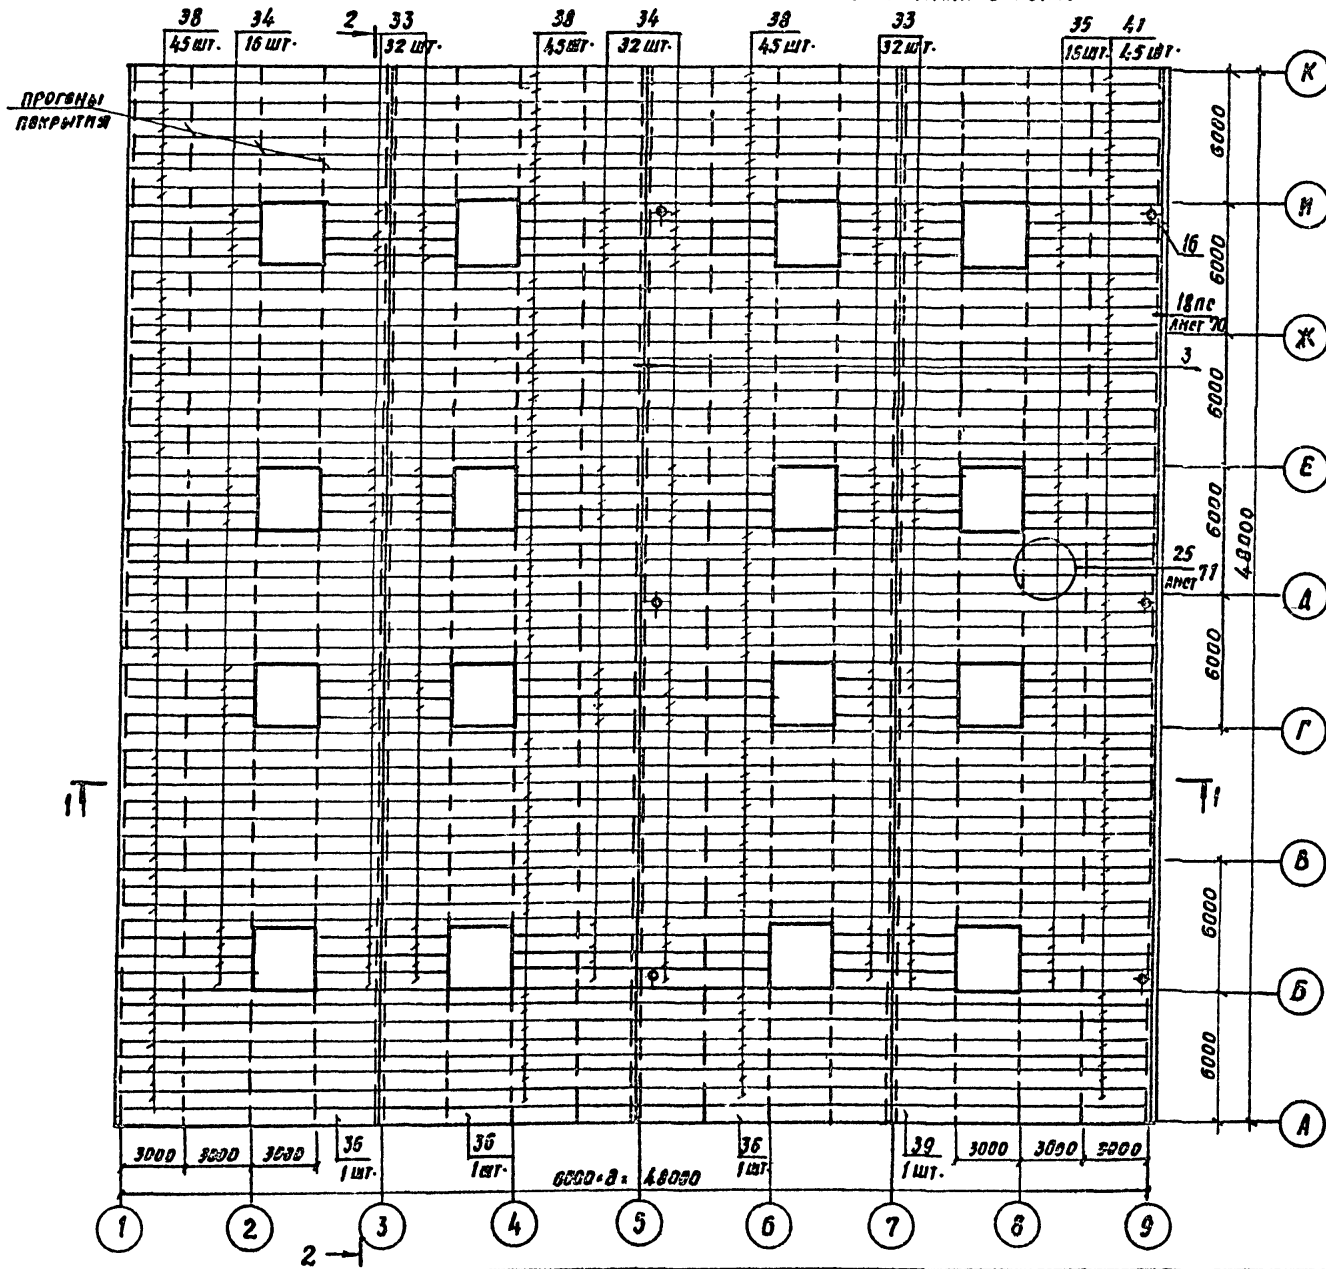 38 34 2 33 38 34 38 33 35 41
45 шт. 16 шт. 32 шт. 45 шт. 32 шт. 45 шт. 32 шт. 16 шт. 45 шт.
К
прогоны
покрытия
6000
И
16
6000
18 пс
лист 70
Ж
3
6000
Е
6000
48000
25
лист 71
Д
6000
Г
1 1
В
6000
Б
6000
А
3000 3000 3000 36 36 36 39 3000 3000 3000
1 шт. 1 шт. 1 шт. 1 шт.
6000×8= 48000
1 2 3 4 5 6 7 8 9
2